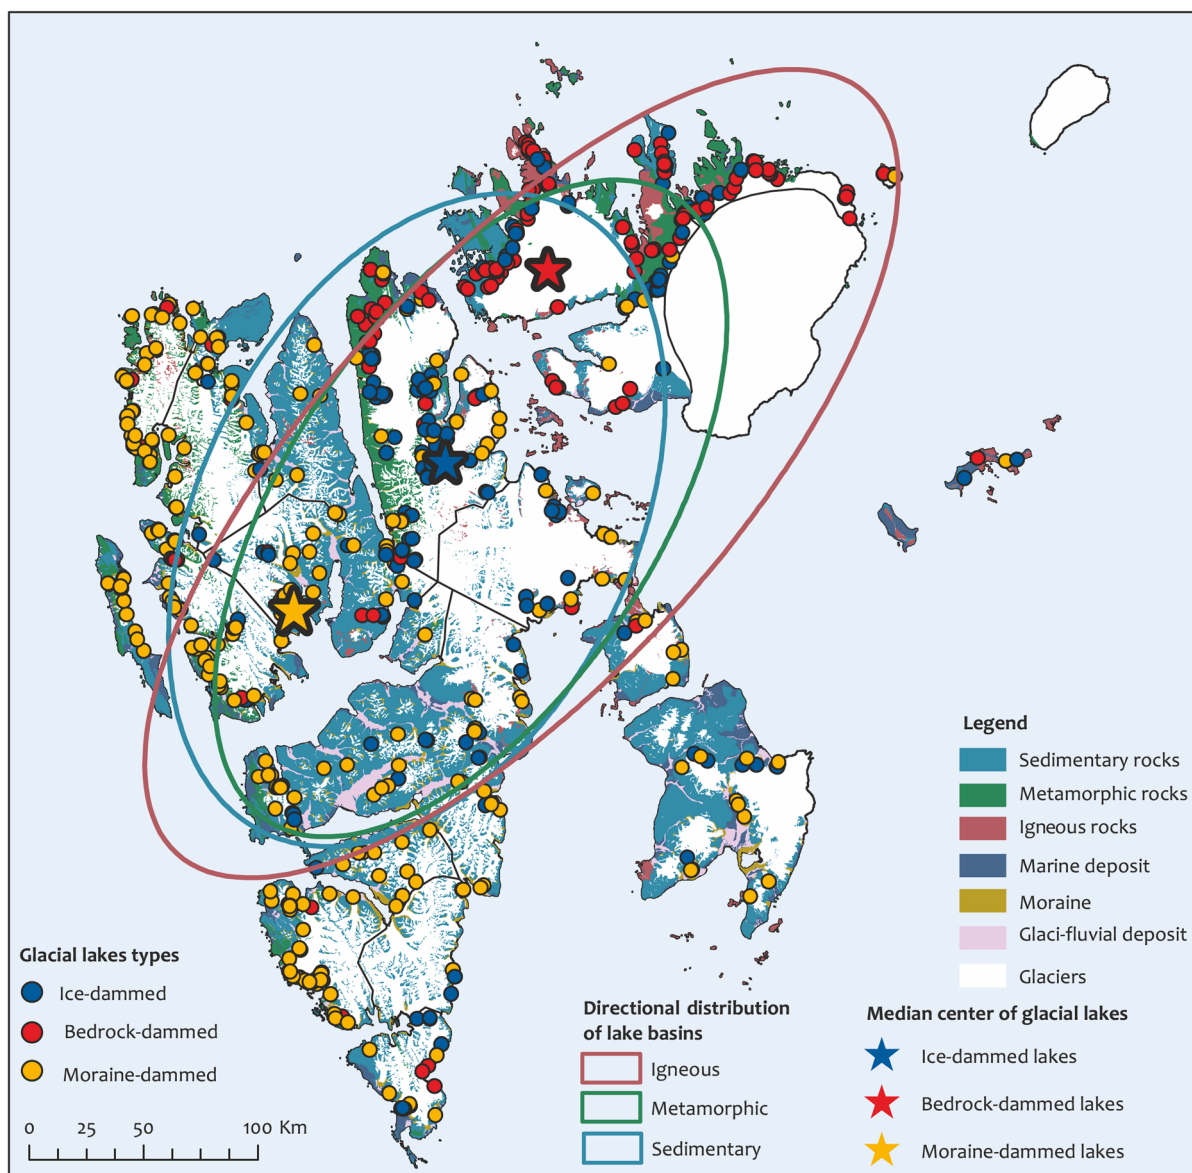 Legend
Sedimentary rocks
Metamorphic rocks
Igneous rocks
Marine deposit
Moraine
Glaci-fluvial deposit
Glaciers
Glacial lakes types
Ice-dammed
Bedrock-dammed
Moraine-dammed
0 25 50 100 Km
Directional distribution
of lake basins
Igneous
Metamorphic
Sedimentary
Median center of glacial lakes
Ice-dammed lakes
Bedrock-dammed lakes
Moraine-dammed lakes